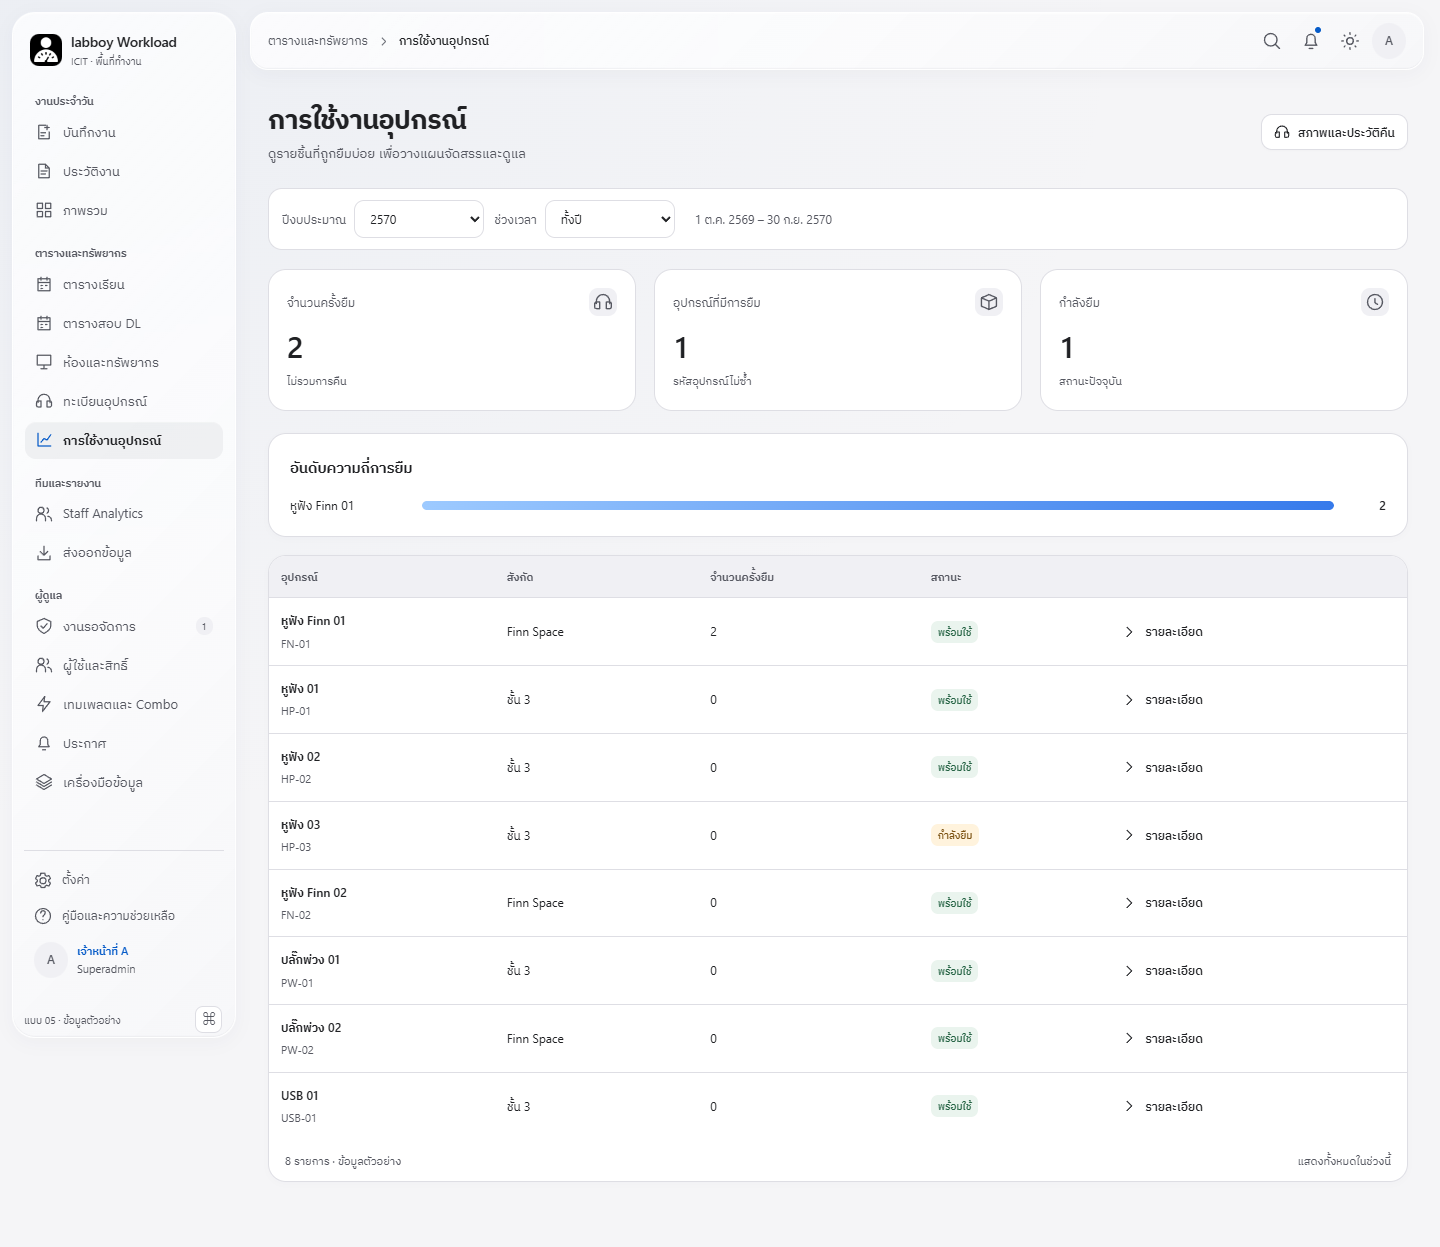 labboy Workload
ICIT · พื้นที่ทำงาน
งานประจำวัน
บันทึกงาน
ประวัติงาน
ภาพรวม
ตารางและทรัพยากร
ตารางเรียน
ตารางสอบ DL
ห้องและทรัพยากร
ทะเบียนอุปกรณ์
การใช้งานอุปกรณ์
ทีมและรายงาน
Staff Analytics
ส่งออกข้อมูล
ผู้ดูแล
งานรอจัดการ 1
ผู้ใช้และสิทธิ์
เทมเพลตและ Combo
ประกาศ
เครื่องมือข้อมูล
ตั้งค่า
คู่มือและความช่วยเหลือ
A
เจ้าหน้าที่ A
Superadmin
แบบ 05 · ข้อมูลตัวอย่าง
ตารางและทรัพยากร > การใช้งานอุปกรณ์
A
การใช้งานอุปกรณ์
ดูรายชิ้นที่ถูกยืมบ่อย เพื่อวางแผนจัดสรรและดูแล
สภาพและประวัติคืน
ปีงบประมาณ 2570 ช่วงเวลา ทั้งปี 1 ต.ค. 2569 – 30 ก.ย. 2570
จำนวนครั้งยืม
2
ไม่รวมการคืน
อุปกรณ์ที่มีการยืม
1
รหัสอุปกรณ์ไม่ซ้ำ
กำลังยืม
1
สถานะปัจจุบัน
อันดับความถี่การยืม
หูฟัง Finn 01 2
อุปกรณ์ สังกัด จำนวนครั้งยืม สถานะ
หูฟัง Finn 01
FN-01
Finn Space 2 พร้อมใช้ รายละเอียด
หูฟัง 01
HP-01
ชั้น 3 0 พร้อมใช้ รายละเอียด
หูฟัง 02
HP-02
ชั้น 3 0 พร้อมใช้ รายละเอียด
หูฟัง 03
HP-03
ชั้น 3 0 กำลังยืม รายละเอียด
หูฟัง Finn 02
FN-02
Finn Space 0 พร้อมใช้ รายละเอียด
ปลั๊กพ่วง 01
PW-01
ชั้น 3 0 พร้อมใช้ รายละเอียด
ปลั๊กพ่วง 02
PW-02
Finn Space 0 พร้อมใช้ รายละเอียด
USB 01
USB-01
ชั้น 3 0 พร้อมใช้ รายละเอียด
8 รายการ · ข้อมูลตัวอย่าง
แสดงทั้งหมดในช่วงนี้